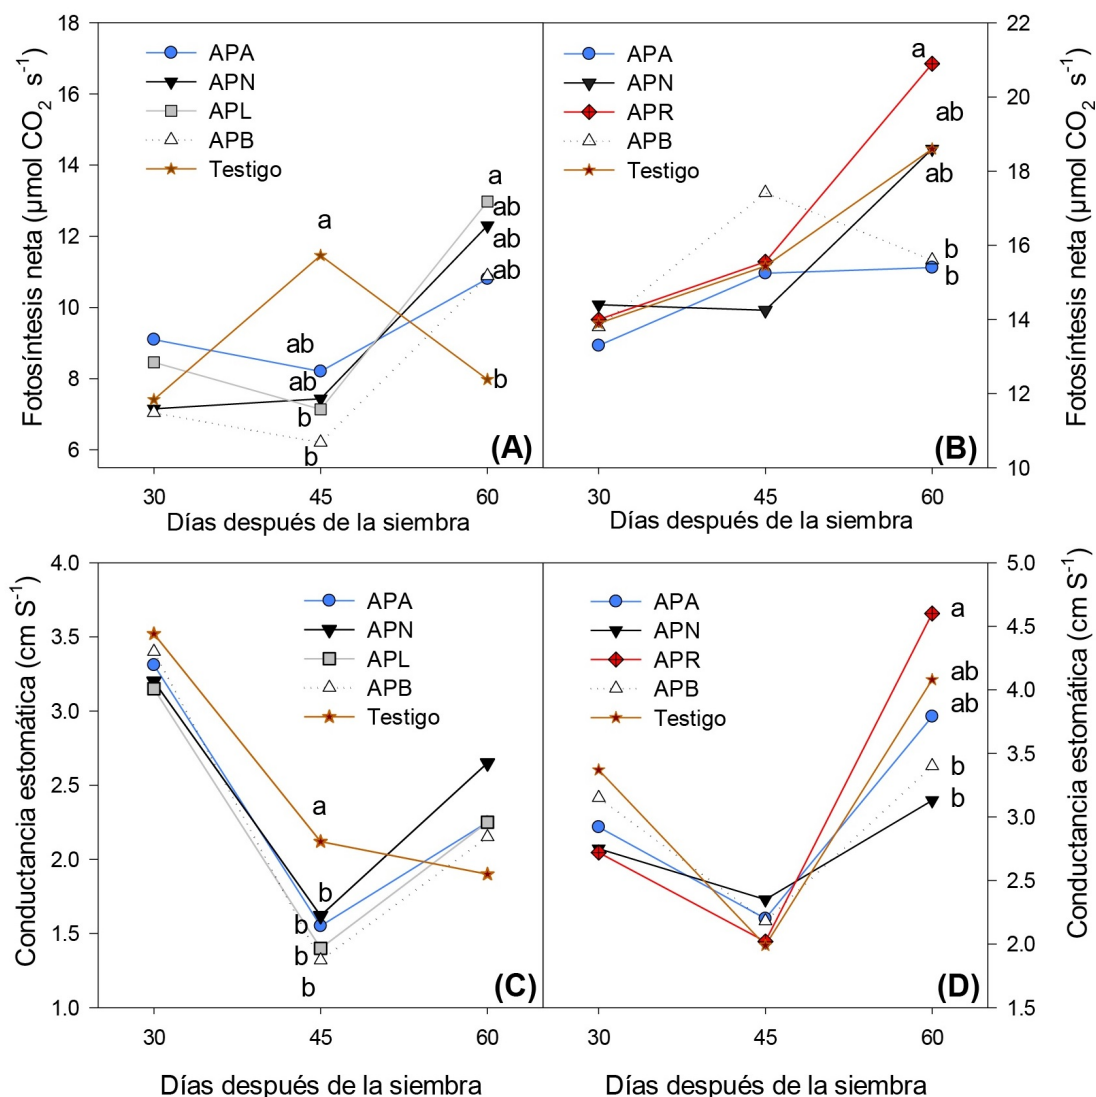 18
16
14
12
10
8
6
Fotosíntesis neta (µmol CO₂ s⁻¹)
APA
APN
APL
APB
Testigo
a
ab
ab
b
b
a
ab
ab
ab
b
(A)
30
45
60
Días después de la siembra
APA
APN
APR
APB
Testigo
a
ab
ab
b
b
(B)
22
20
18
16
14
12
10
Fotosíntesis neta (µmol CO₂ s⁻¹)
30
45
60
Días después de la siembra
4.0
3.5
3.0
2.5
2.0
1.5
1.0
Conductancia estomática (cm S⁻¹)
APA
APN
APL
APB
Testigo
a
b
b
b
b
(C)
30
45
60
Días después de la siembra
APA
APN
APR
APB
Testigo
a
ab
ab
b
b
(D)
5.0
4.5
4.0
3.5
3.0
2.5
2.0
1.5
Conductancia estomática (cm S⁻¹)
30
45
60
Días después de la siembra